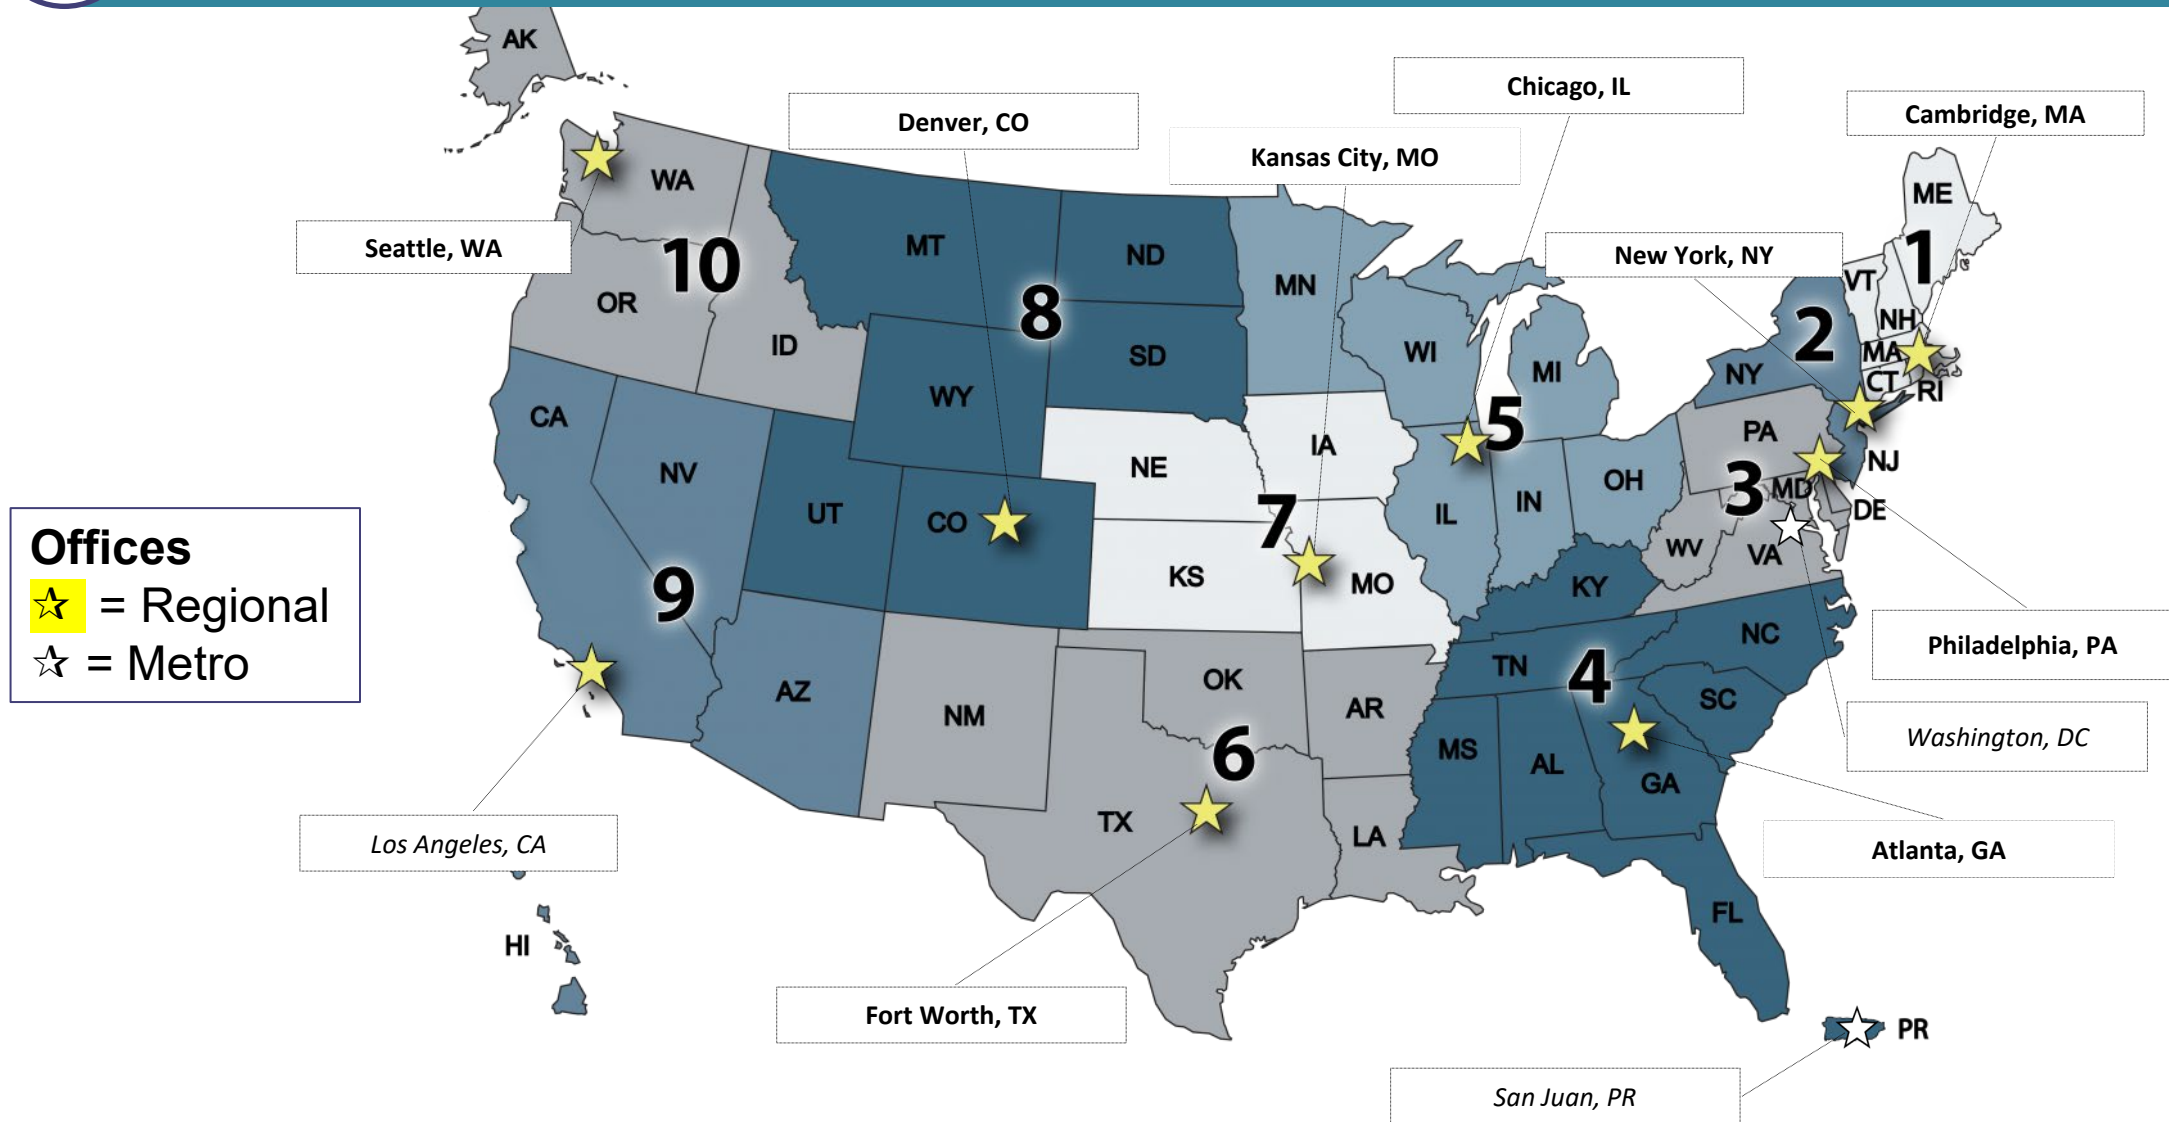 AK
Chicago, IL
Denver, CO
Cambridge, MA
Kansas City, MO
WA
ME
Seattle, WA
10
MT
ND
MN
New York, NY
1
VT
OR
8
NH
2
ID
SD
WI
MI
MA
NY
CT
RI
WY
CA
5
IA
PA
NE
NV
NJ
OH
3
MD
UT
CO
IL
IN
7
DE
Offices
☆ = Regional
☆ = Metro
WV
VA
KS
MO
KY
9
NC
Philadelphia, PA
TN
4
OK
AZ
SC
NM
AR
Washington, DC
MS
6
AL
GA
TX
LA
Los Angeles, CA
Atlanta, GA
FL
HI
Fort Worth, TX
PR
San Juan, PR